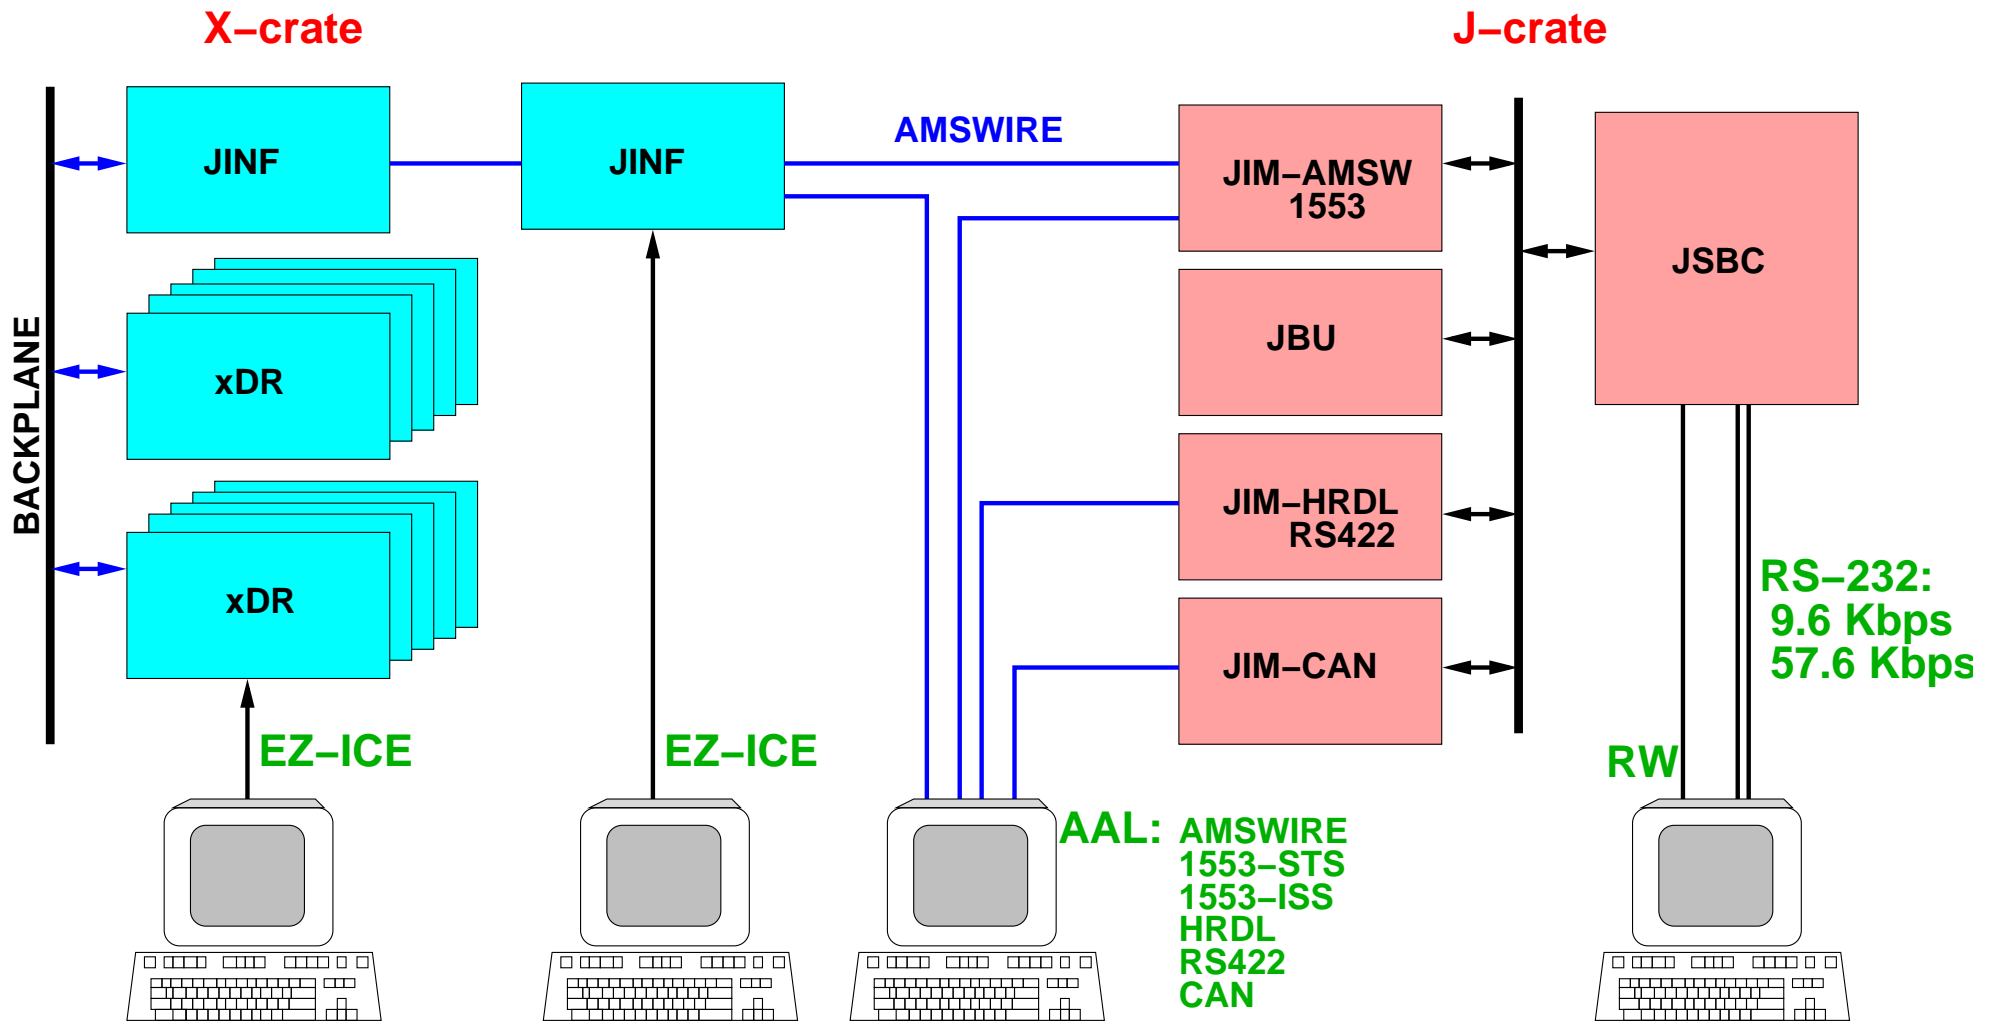 X–crate
J–crate
JINF
JINF
AMSWIRE
JIM–AMSW
1553
JSBC
BACKPLANE
xDR
JBU
xDR
JIM–HRDL
RS422
JIM–CAN
RS–232:
9.6 Kbps
57.6 Kbps
EZ–ICE
EZ–ICE
RW
AAL:
AMSWIRE
1553–STS
1553–ISS
HRDL
RS422
CAN